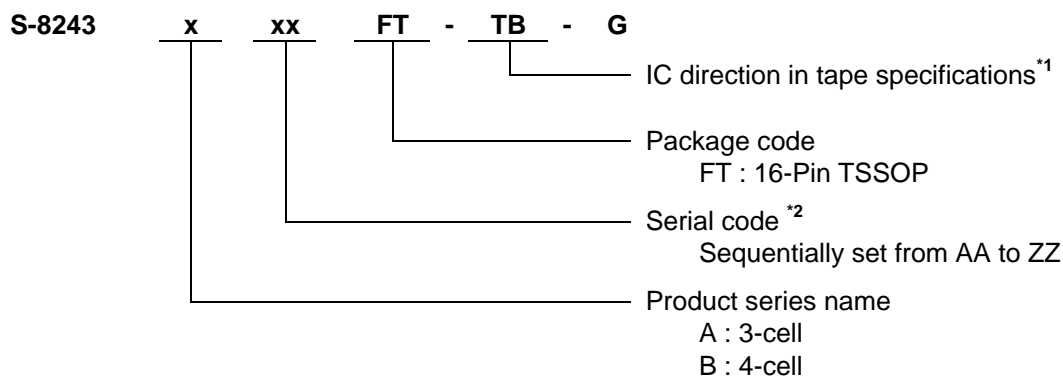 S-8243 x xx FT - TB - G
IC direction in tape specifications*1
Package code
FT : 16-Pin TSSOP
Serial code *2
Sequentially set from AA to ZZ
Product series name
A : 3-cell
B : 4-cell